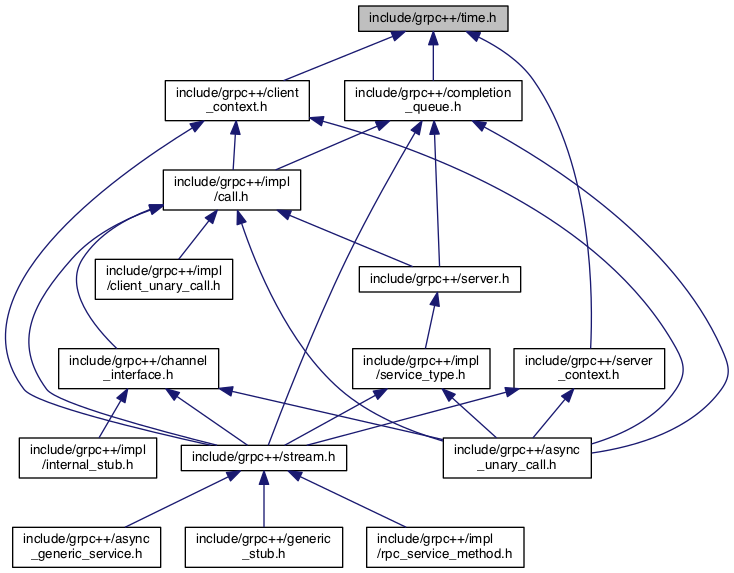 include/grpc++/time.h
include/grpc++/client
_context.h
include/grpc++/completion
_queue.h
include/grpc++/impl
/call.h
include/grpc++/impl
/client_unary_call.h
include/grpc++/server.h
include/grpc++/channel
_interface.h
include/grpc++/impl
/service_type.h
include/grpc++/server
_context.h
include/grpc++/impl
/internal_stub.h
include/grpc++/stream.h
include/grpc++/async
_unary_call.h
include/grpc++/async
_generic_service.h
include/grpc++/generic
_stub.h
include/grpc++/impl
/rpc_service_method.h